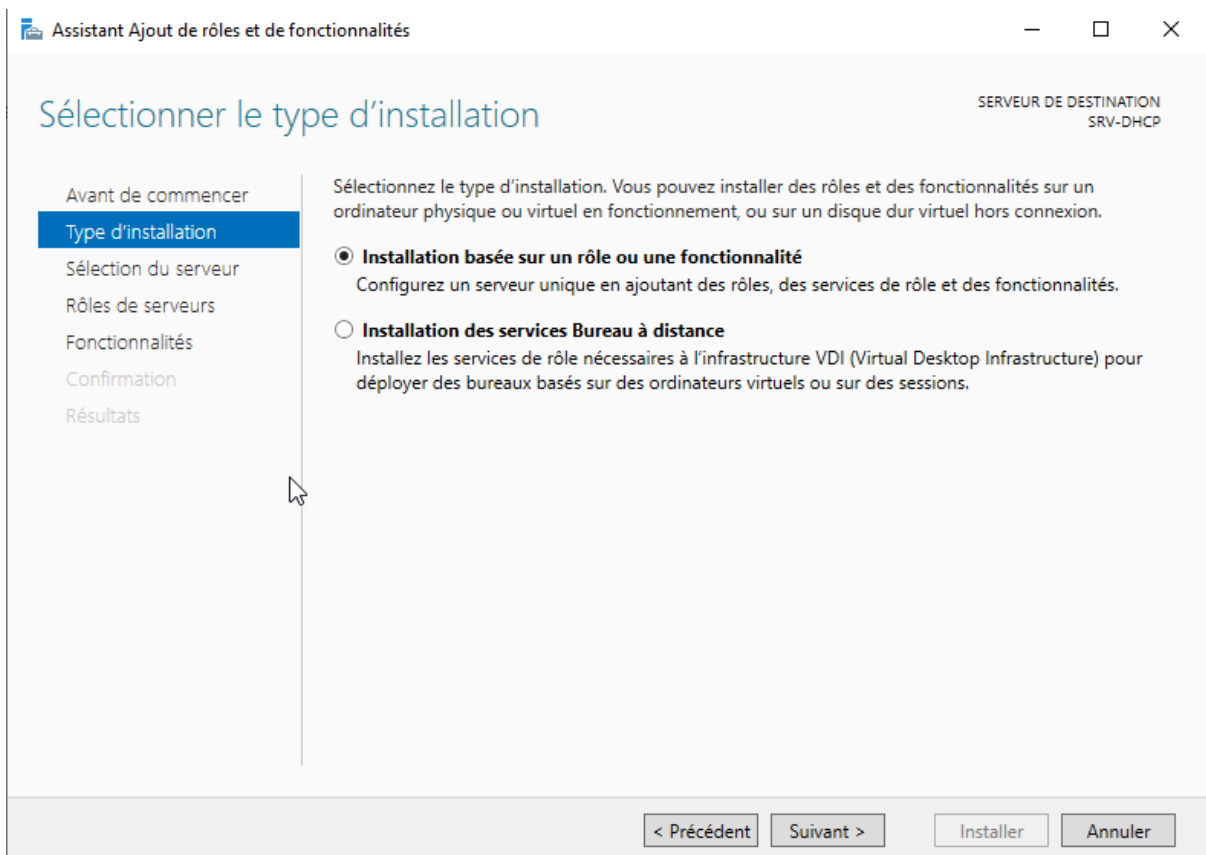 Assistant Ajout de rôles et de fonctionnalités
Sélectionner le type d’installation
SERVEUR DE DESTINATION
SRV-DHCP
Avant de commencer
Type d’installation
Sélection du serveur
Rôles de serveurs
Fonctionnalités
Confirmation
Résultats
Sélectionnez le type d’installation. Vous pouvez installer des rôles et des fonctionnalités sur un
ordinateur physique ou virtuel en fonctionnement, ou sur un disque dur virtuel hors connexion.
Installation basée sur un rôle ou une fonctionnalité
Configurez un serveur unique en ajoutant des rôles, des services de rôle et des fonctionnalités.
Installation des services Bureau à distance
Installez les services de rôle nécessaires à l’infrastructure VDI (Virtual Desktop Infrastructure) pour
déployer des bureaux basés sur des ordinateurs virtuels ou sur des sessions.
< Précédent
Suivant >
Installer
Annuler